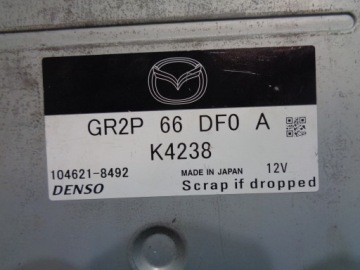 GR2P 66 DF0 A
K4238
104621-8492 MADE IN JAPAN 12V
DENSO Scrap if dropped